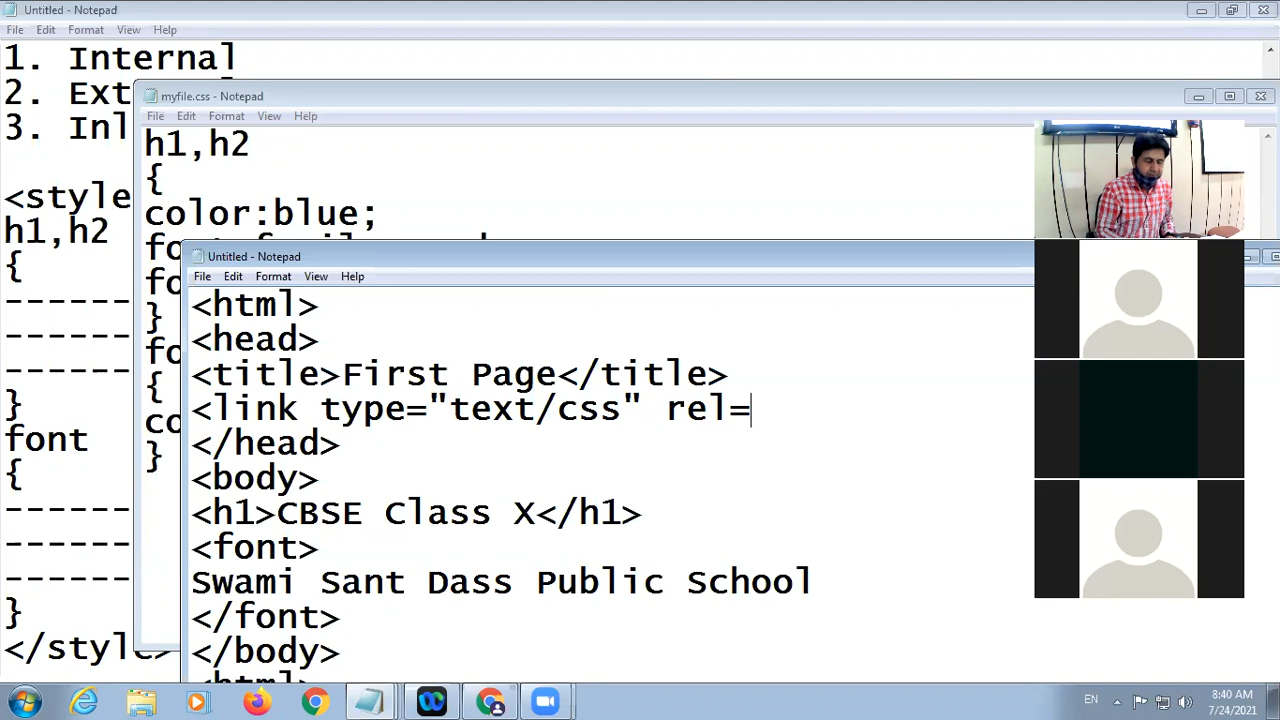 Untitled - Notepad
File Edit Format View Help
1. Internal
2. Ext
3. Inl
<style
h1,h2
{
------
------
------
}
font
{
------
------
------
}
</style>
myfile.css - Notepad
File Edit Format View Help
h1,h2
{
color:blue;
}
{
}
Untitled - Notepad
File Edit Format View Help
<html>
<head>
<title>First Page</title>
<link type="text/css" rel=
</head>
<body>
<h1>CBSE Class X</h1>
<font>
Swami Sant Dass Public School
</font>
</body>
EN
8:40 AM
7/24/2021